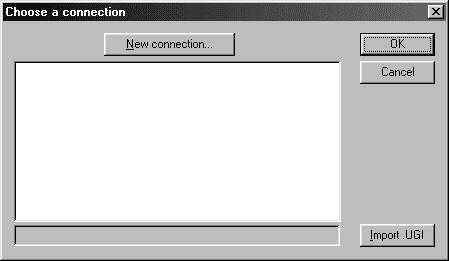 Choose a connection
New connection...
OK
Cancel
Import .UGI